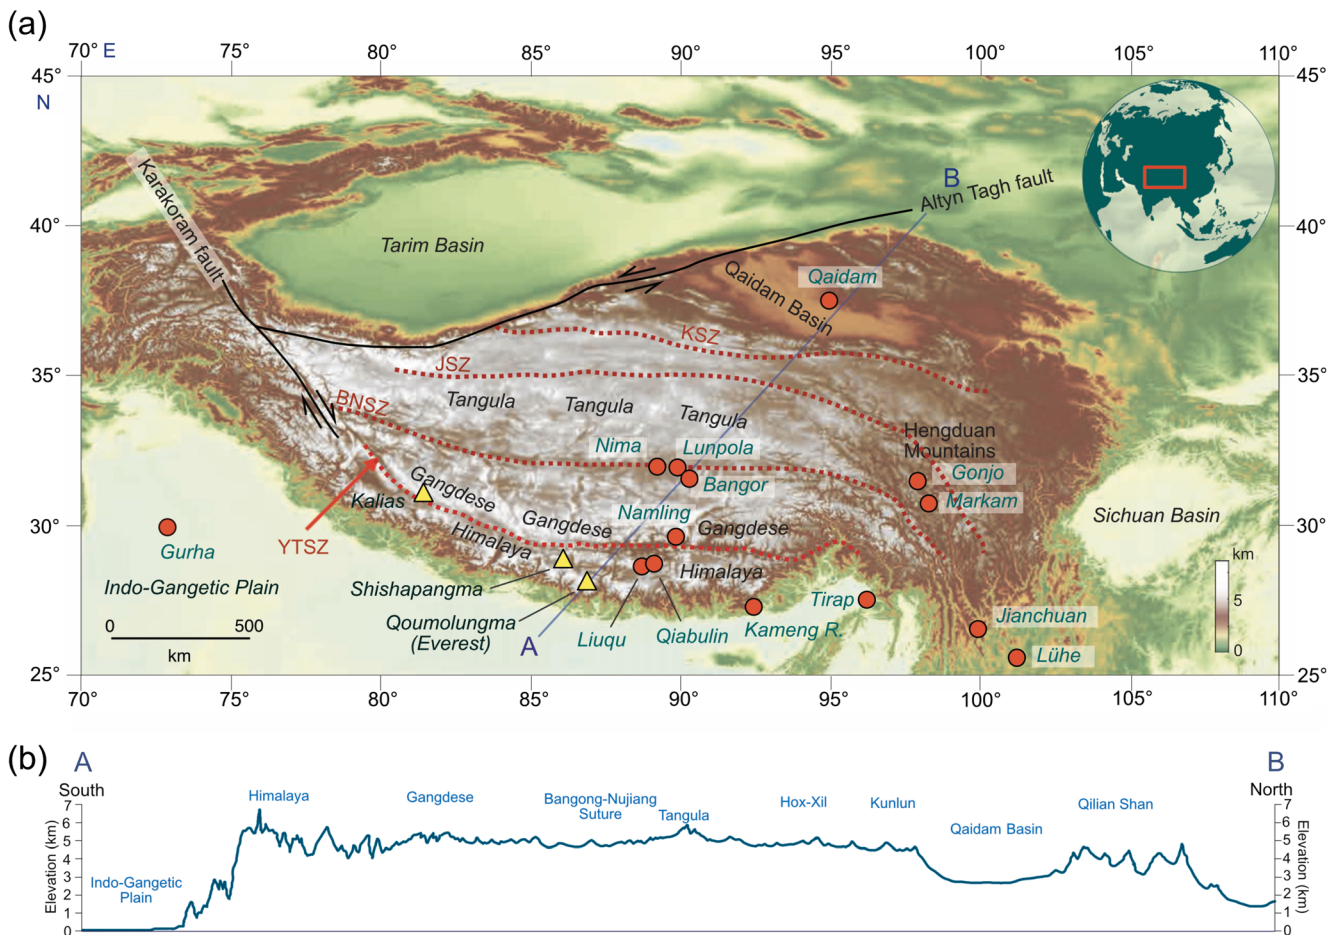 (a)
70° E 75° 80° 85° 90° 95° 100° 105° 110°
45° 45°
N
B
Altyn Tagh fault
Karakoram fault
40° 40°
Tarim Basin
Qaidam
Qaidam Basin
KSZ
JSZ
35° 35°
BNSZ
Tangula Tangula Tangula
Hengduan
Mountains
Nima Lunpola
Gonjo
Bangor
Markam
Kalias
Gangdese
Namling
Gangdese Gangdese
Sichuan Basin
30° 30°
Himalaya
YTSZ
Gurha
km
Himalaya
Indo-Gangetic Plain
Shishapangma
5
Tirap
0 500
km
Qoumolungma
(Everest)
Liuqu
Qiabulin
Kameng R.
Jianchuan
A
Lühe
0
25° 25°
70° 75° 80° 85° 90° 95° 100° 105° 110°
(b)
A B
South North
Himalaya
Gangdese
Bangong-Nujiang
Suture
Tangula
Hox-Xil
Kunlun
Qaidam Basin
Qilian Shan
Indo-Gangetic
Plain
Elevation (km)
7
6
5
4
3
2
1
0
7
6
5
4
3
2
1
0
Elevation (km)